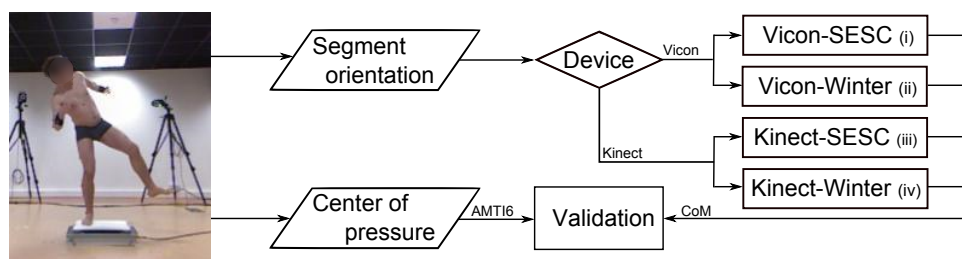 Segment
orientation
Device
Vicon
Vicon-SESC (i)
Vicon-Winter (ii)
Kinect
Kinect-SESC (iii)
Kinect-Winter (iv)
Center of
pressure
AMTI6
Validation
CoM